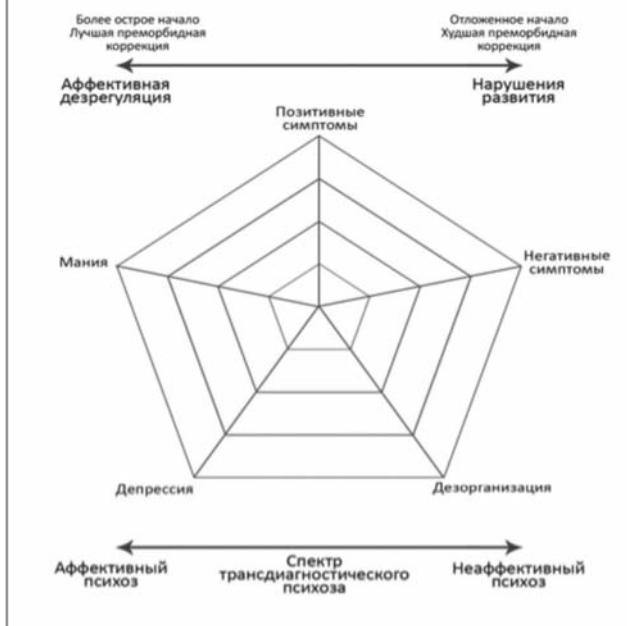 Более острое начало
Лучшая преморбидная
коррекция
Отложенное начало
Худшая преморбидная
коррекция
Аффективная
дезрегуляция
Нарушения
развития
Позитивные
симптомы
Мания
Негативные
симптомы
Депрессия
Дезорганизация
Аффективный
психоз
Спектр
трансдиагностического
психоза
Неаффективный
психоз